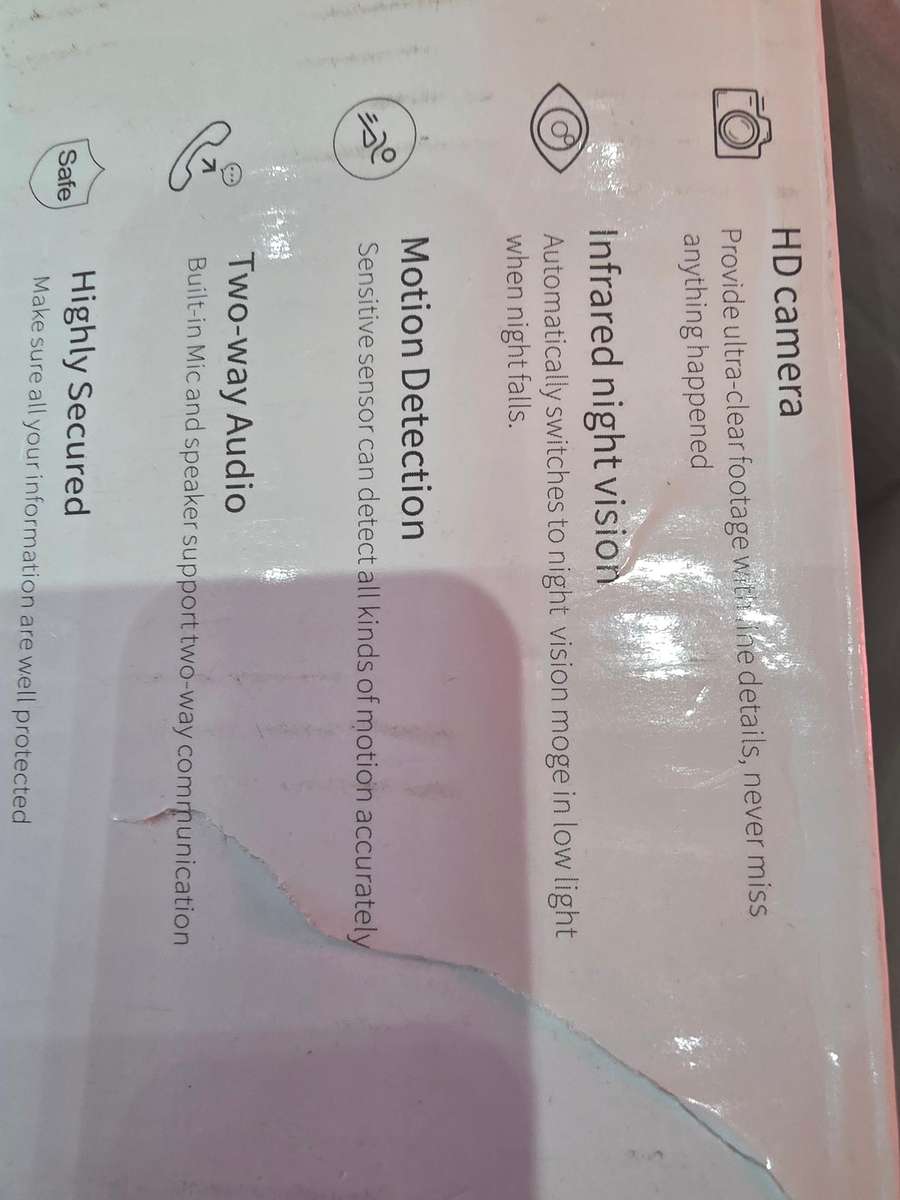 HD camera
Provide ultra-clear footage with ine details, never miss
anything happened
Infrared night vision
Automatically switches to night vision moge in low light
when night falls.
Motion Detection
Sensitive sensor can detect all kinds of motion accurately
Two-way Audio
Built-in Mic and speaker support two-way communication
Safe
Highly Secured
Make sure all your information are well protected